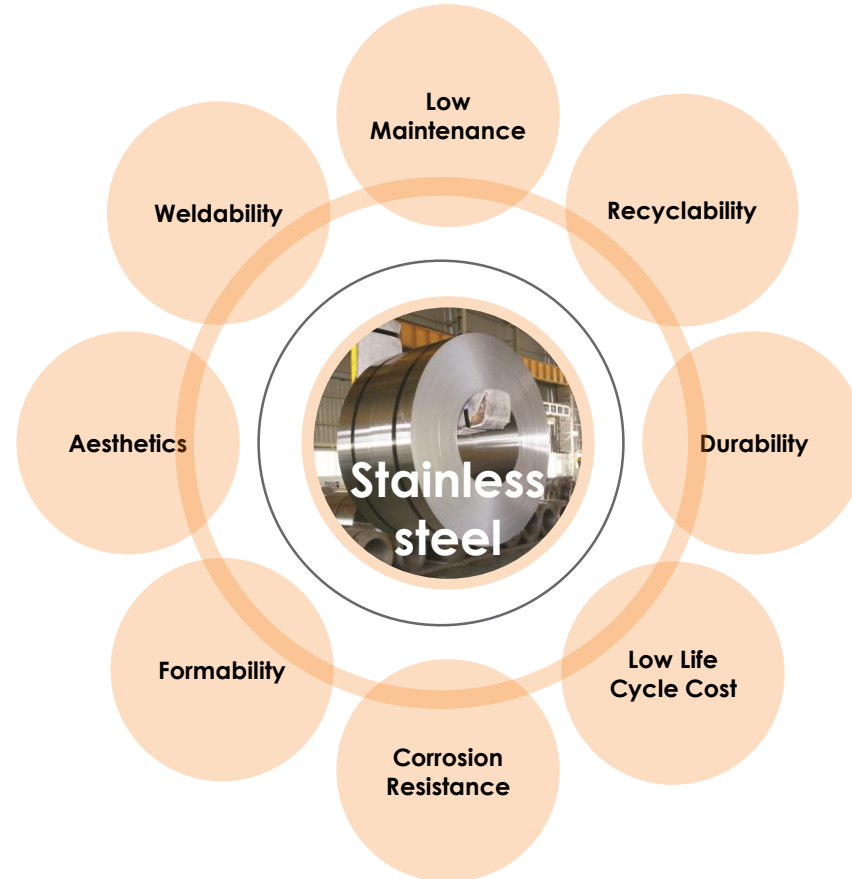 Low
Maintenance
Recyclability
Durability
Low Life
Cycle Cost
Corrosion
Resistance
Formability
Aesthetics
Weldability
Stainless
steel